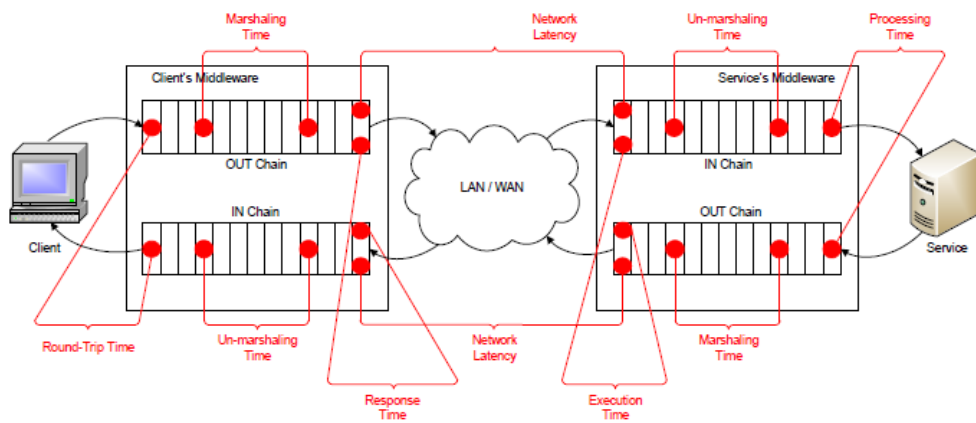 Marshaling
Time
Network
Latency
Un-marshaling
Time
Processing
Time
Client's Middleware
Service's Middleware
OUT Chain
IN Chain
LAN / WAN
IN Chain
OUT Chain
Client
Service
Round-Trip Time
Un-marshaling
Time
Network
Latency
Marshaling
Time
Response
Time
Execution
Time